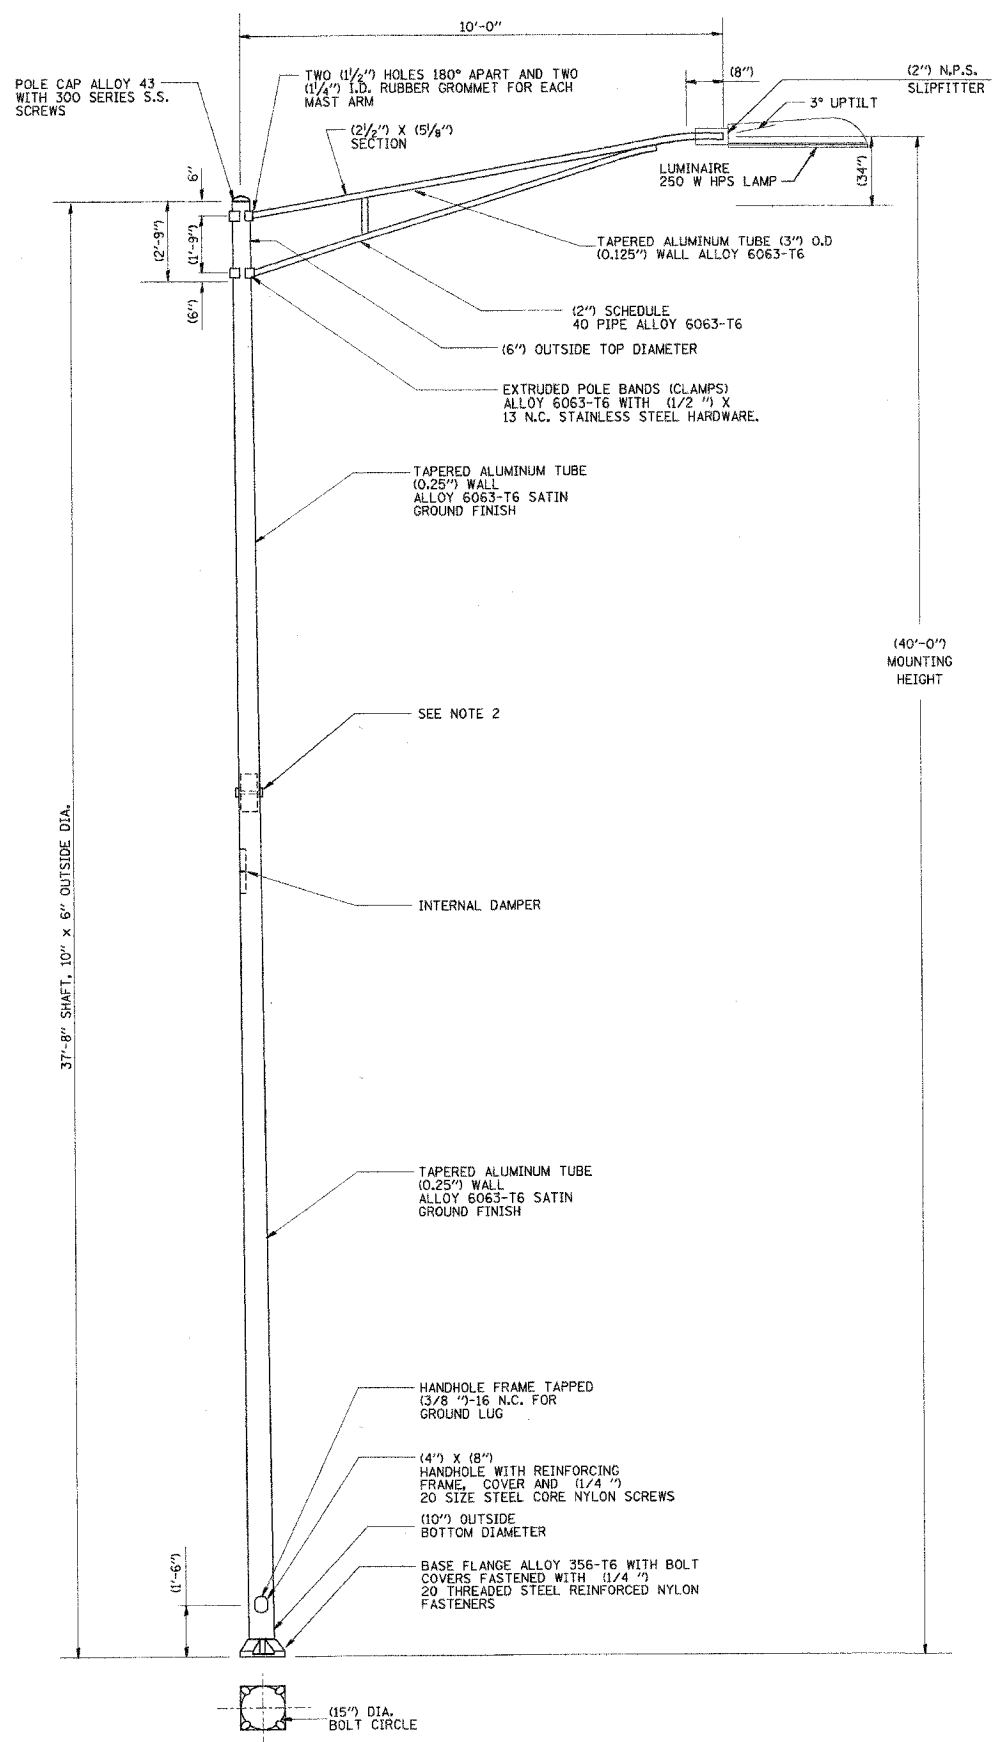 10'-0"
POLE CAP ALLOY 43
WITH 300 SERIES S.S.
SCREWS
TWO (1½") HOLES 180° APART AND TWO
(1¼") I.D. RUBBER GROMMET FOR EACH
MAST ARM
(2½") X (5⅛")
SECTION
(8")
(2") N.P.S.
SLIPFITTER
3° UPTILT
LUMINAIRE
250 W HPS LAMP
(34")
6"
(2'-9")
(1'-9")
(6")
TAPERED ALUMINUM TUBE (3") O.D
(0.125") WALL ALLOY 6063-T6
(2") SCHEDULE
40 PIPE ALLOY 6063-T6
(6") OUTSIDE TOP DIAMETER
EXTRUDED POLE BANDS (CLAMPS)
ALLOY 6063-T6 WITH (1/2 ") X
13 N.C. STAINLESS STEEL HARDWARE.
TAPERED ALUMINUM TUBE
(0.25") WALL
ALLOY 6063-T6 SATIN
GROUND FINISH
(40'-0")
MOUNTING
HEIGHT
SEE NOTE 2
37'-8" SHAFT, 10" x 6" OUTSIDE DIA.
INTERNAL DAMPER
TAPERED ALUMINUM TUBE
(0.25") WALL
ALLOY 6063-T6 SATIN
GROUND FINISH
HANDHOLE FRAME TAPPED
(3/8 ")-16 N.C. FOR
GROUND LUG
(4") X (8")
HANDHOLE WITH REINFORCING
FRAME, COVER AND (1/4 ")
20 SIZE STEEL CORE NYLON SCREWS
(10") OUTSIDE
BOTTOM DIAMETER
(1'-6")
BASE FLANGE ALLOY 356-T6 WITH BOLT
COVERS FASTENED WITH (1/4 ")
20 THREADED STEEL REINFORCED NYLON
FASTENERS
(15") DIA.
BOLT CIRCLE